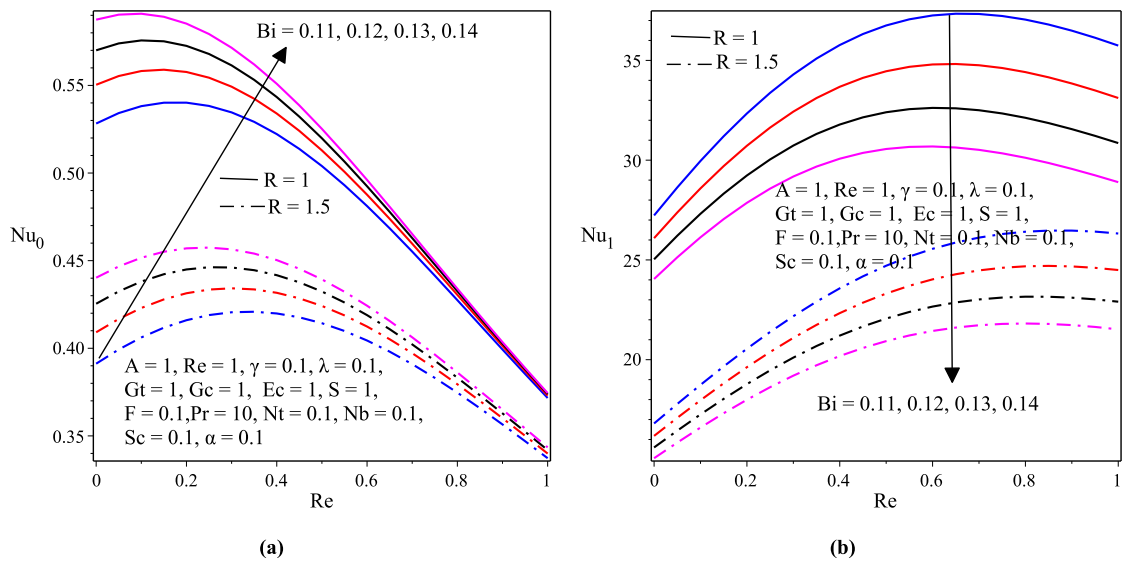 Bi = 0.11, 0.12, 0.13, 0.14
0.55
0.50
R = 1
R = 1.5
Nu0
0.45
0.40
A = 1, Re = 1, γ = 0.1, λ = 0.1,
Gt = 1, Gc = 1, Ec = 1, S = 1,
F = 0.1,Pr = 10, Nt = 0.1, Nb = 0.1,
Sc = 0.1, α = 0.1
0.35
0 0.2 0.4 0.6 0.8 1
Re
(a)
R = 1
R = 1.5
35
30
A = 1, Re = 1, γ = 0.1, λ = 0.1,
Gt = 1, Gc = 1, Ec = 1, S = 1,
Nu1
F = 0.1,Pr = 10, Nt = 0.1, Nb = 0.1,
25
Sc = 0.1, α = 0.1
20
Bi = 0.11, 0.12, 0.13, 0.14
0 0.2 0.4 0.6 0.8 1
Re
(b)